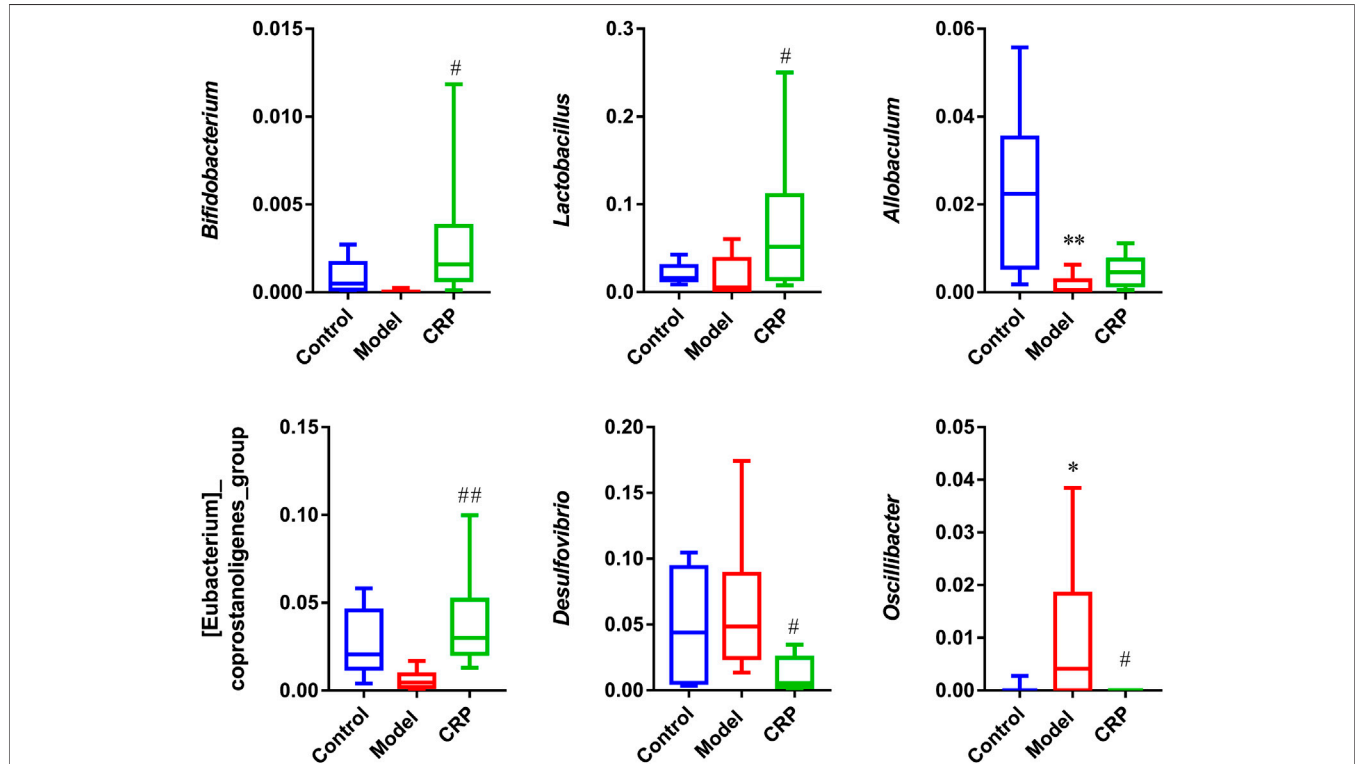 Bifidobacterium
0.015
0.010
0.005
0.000
#
Control
Model
CRP
Lactobacillus
0.3
0.2
0.1
0.0
#
Control
Model
CRP
Allobaculum
0.06
0.04
0.02
0.00
**
Control
Model
CRP
[Eubacterium]_
coprostanoligenes_group
0.15
0.10
0.05
0.00
##
Control
Model
CRP
Desulfovibrio
0.20
0.15
0.10
0.05
0.00
#
Control
Model
CRP
Oscillibacter
0.05
0.04
0.03
0.02
0.01
0.00
*
#
Control
Model
CRP